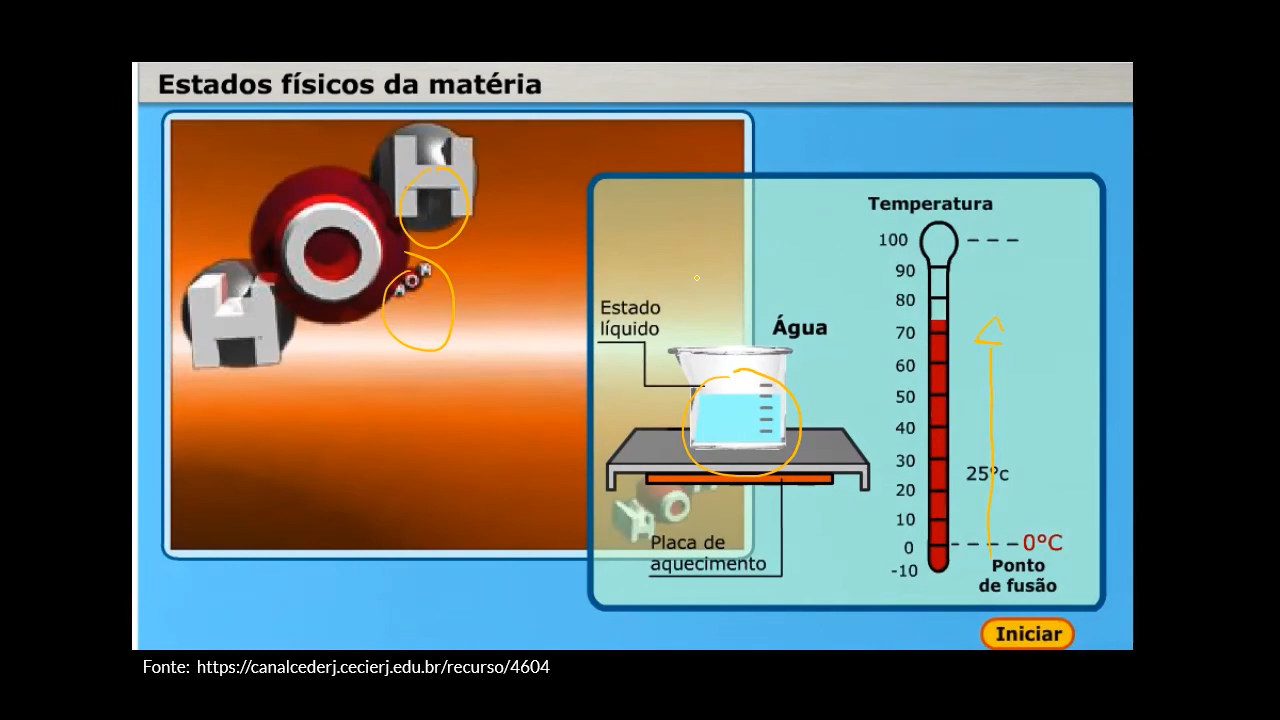 Estados físicos da matéria
H
O
H
H
O
H
Temperatura
100
90
80
70
60
50
40
30
20
10
0
-10
25ºc
0°C
Ponto
de fusão
Estado
líquido
Água
H
O
Placa de
aquecimento
Iniciar
Fonte: https://canalcederj.cecierj.edu.br/recurso/4604